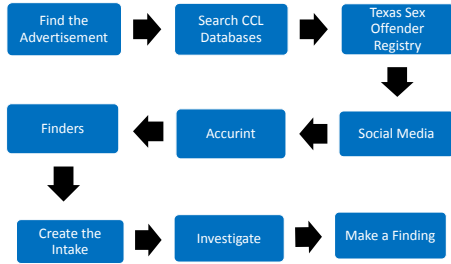 Find the
Advertisement
Search CCL
Databases
Texas Sex
Offender
Registry
Social Media
Accurint
Finders
Create the
Intake
Investigate
Make a Finding